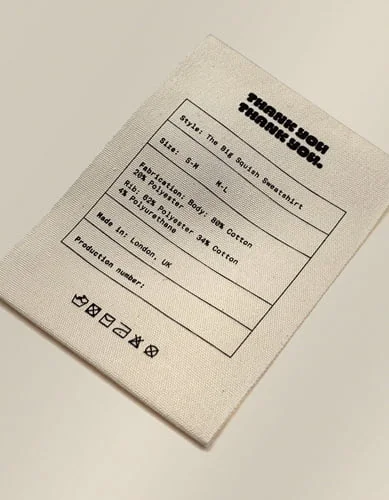 THANK YOU
THANK YOU.
Style: The Big Squish Sweatshirt
Size: S-M M-L
Fabrication: Body: 80% Cotton
20% Polyester
Rib: 62% Polyester 34% Cotton
4% Polyurethane
Made in: London, UK
Production number: